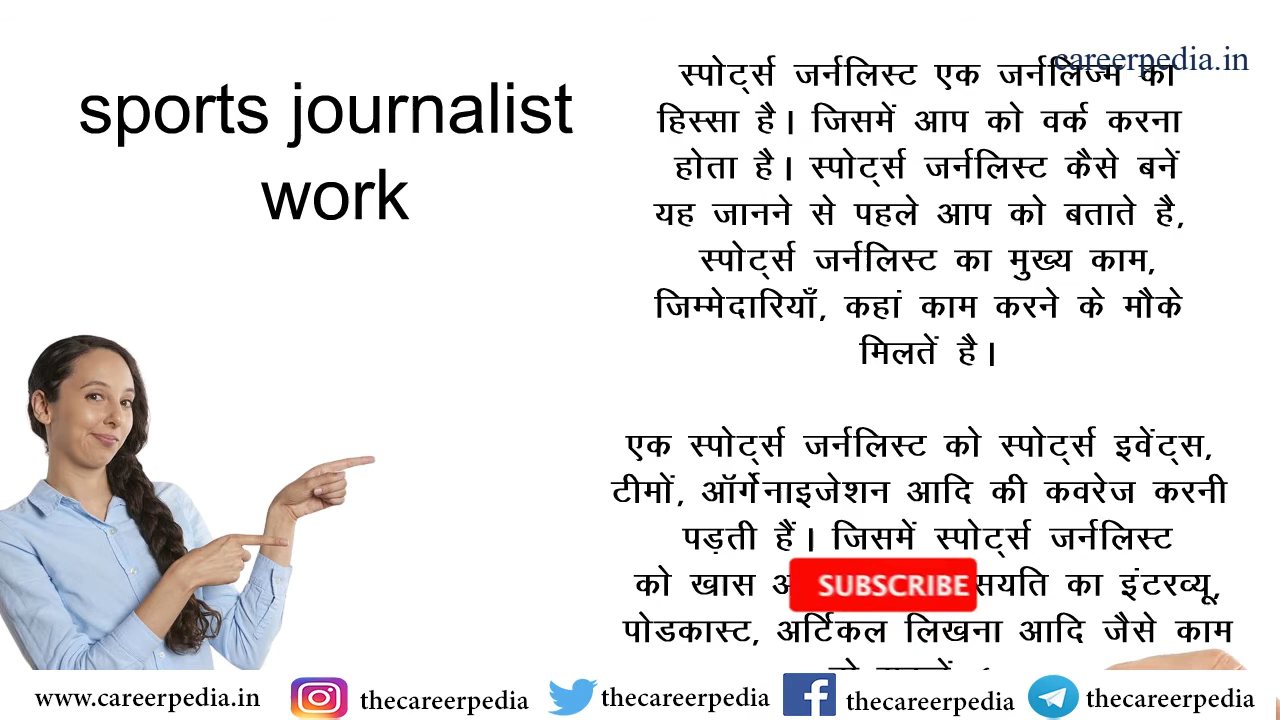 careerpedia.in
sports journalist
work
स्पोर्ट्स जर्नलिस्ट एक जर्नलिज्म का
हिस्सा है। जिसमें आप को वर्क करना
होता है। स्पोर्ट्स जर्नलिस्ट कैसे बनें
यह जानने से पहले आप को बताते है,
स्पोर्ट्स जर्नलिस्ट का मुख्य काम,
जिम्मेदारियाँ, कहां काम करने के मौके
मिलतें है।
एक स्पोर्ट्स जर्नलिस्ट को स्पोर्ट्स इवेंट्स,
टीमों, ऑर्गेनाइजेशन आदि की कवरेज करनी
पड़ती हैं। जिसमें स्पोर्ट्स जर्नलिस्ट
को खास SUBSCRIBE का इंटरव्यू,
पोडकास्ट, अर्टिकल लिखना आदि जैसे काम
www.careerpedia.in thecareerpedia thecareerpedia thecareerpedia thecareerpedia